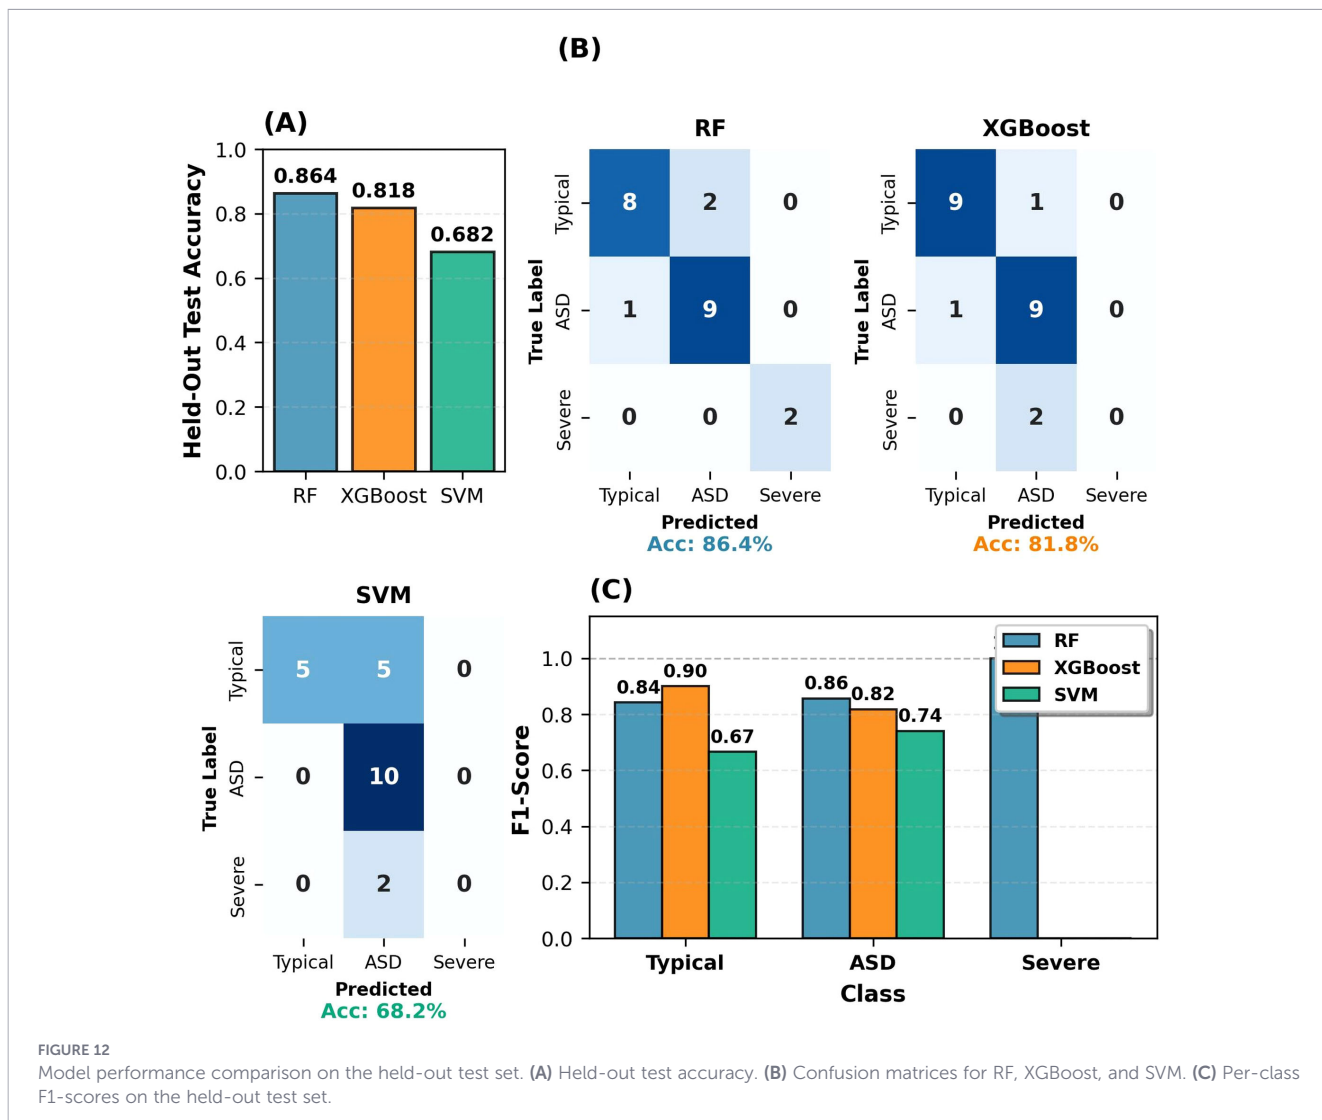 (B)
(A)
Held-Out Test Accuracy
1.0
0.8
0.6
0.4
0.2
0.0
0.864
0.818
0.682
RF XGBoost SVM
RF
True Label
Typical
ASD
Severe
8 2 0
1 9 0
0 0 2
Typical ASD Severe
Predicted
Acc: 86.4%
XGBoost
True Label
Typical
ASD
Severe
9 1 0
1 9 0
0 2 0
Typical ASD Severe
Predicted
Acc: 81.8%
SVM
True Label
Typical
ASD
Severe
5 5 0
0 10 0
0 2 0
Typical ASD Severe
Predicted
Acc: 68.2%
(C)
F1-Score
1.0
0.8
0.6
0.4
0.2
0.0
0.84 0.90 0.67
0.86 0.82 0.74
RF
XGBoost
SVM
Typical ASD Severe
Class
FIGURE 12
Model performance comparison on the held-out test set. (A) Held-out test accuracy. (B) Confusion matrices for RF, XGBoost, and SVM. (C) Per-class
F1-scores on the held-out test set.